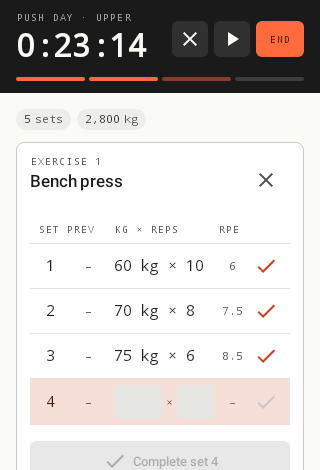 PUSH DAY · UPPER
0:23:14
END
5 sets 2,800 kg
EXERCISE 1
Bench press
SET PREV KG × REPS RPE
1 – 60 kg × 10 6
2 – 70 kg × 8 7.5
3 – 75 kg × 6 8.5
4 – × –
Complete set 4